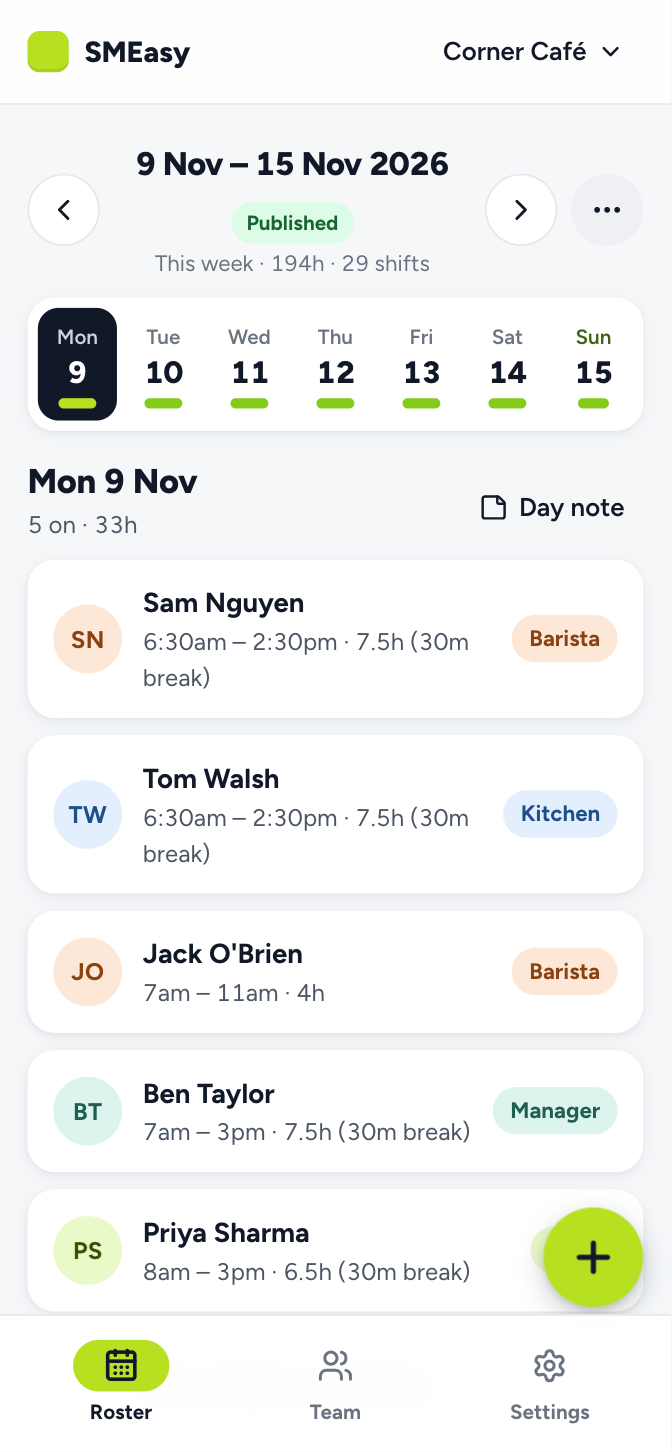 SMEasy
Corner Café
9 Nov – 15 Nov 2026
Published
This week · 194h · 29 shifts
Mon Tue Wed Thu Fri Sat Sun
9 10 11 12 13 14 15
Mon 9 Nov
5 on · 33h
Day note
SN
Sam Nguyen
6:30am – 2:30pm · 7.5h (30m
break)
Barista
TW
Tom Walsh
6:30am – 2:30pm · 7.5h (30m
break)
Kitchen
JO
Jack O'Brien
7am – 11am · 4h
Barista
BT
Ben Taylor
7am – 3pm · 7.5h (30m break)
Manager
PS
Priya Sharma
8am – 3pm · 6.5h (30m break)
Roster
Team
Settings